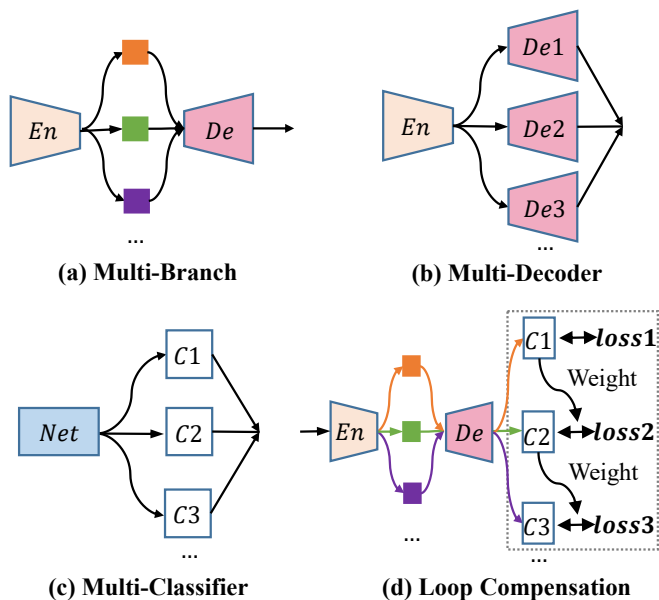 En
De
...
(a) Multi-Branch
En
De1
De2
De3
...
(b) Multi-Decoder
Net
C1
C2
C3
...
(c) Multi-Classifier
En
De
...
C1
loss1
Weight
C2
loss2
Weight
C3
loss3
...
(d) Loop Compensation